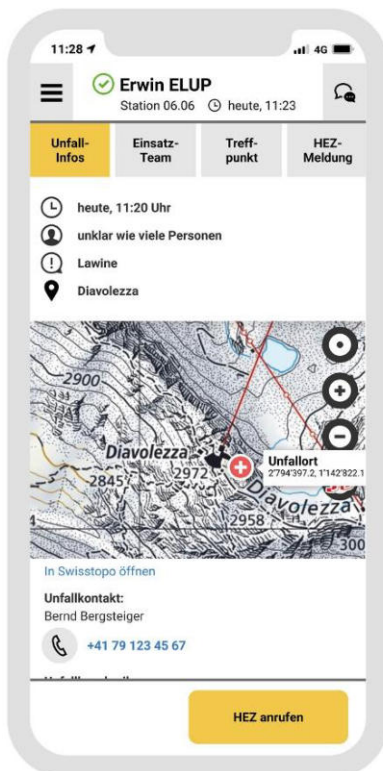 11:28
4G
Erwin ELUP
Station 06.06 heute, 11:23
Unfall-
Infos
Einsatz-
Team
Treff-
punkt
HEZ-
Meldung
heute, 11:20 Uhr
unklar wie viele Personen
Lawine
Diavolezza
2900
Diavolezza
2845
2972
Unfallort
2'794'397.2, 1'142'822.1
Diavolezza
2958
300
In Swisstopo öffnen
Unfallkontakt:
Bernd Bergsteiger
+41 79 123 45 67
HEZ anrufen